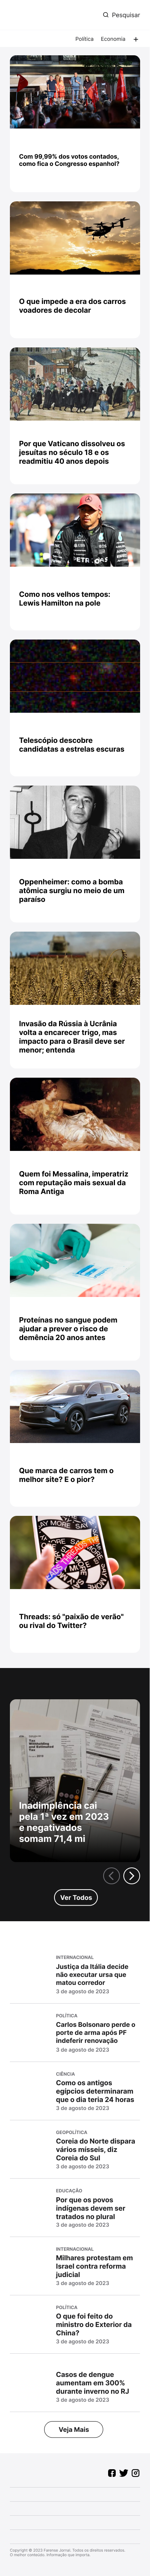 Pesquisar
Política
Economia
Com 99,99% dos votos contados,
como fica o Congresso espanhol?
O que impede a era dos carros
voadores de decolar
Por que Vaticano dissolveu os
jesuítas no século 18 e os
readmitiu 40 anos depois
Como nos velhos tempos:
Lewis Hamilton na pole
Telescópio descobre
candidatas a estrelas escuras
Oppenheimer: como a bomba
atômica surgiu no meio de um
paraíso
Invasão da Rússia à Ucrânia
volta a encarecer trigo, mas
impacto para o Brasil deve ser
menor; entenda
Quem foi Messalina, imperatriz
com reputação mais sexual da
Roma Antiga
Proteínas no sangue podem
ajudar a prever o risco de
demência 20 anos antes
Que marca de carros tem o
melhor site? E o pior?
Threads: só "paixão de verão"
ou rival do Twitter?
Inadimplência cai
pela 1ª vez em 2023
e negativados
somam 71,4 mi
Ver Todos
INTERNACIONAL
Justiça da Itália decide
não executar ursa que
matou corredor
3 de agosto de 2023
POLÍTICA
Carlos Bolsonaro perde o
porte de arma após PF
indeferir renovação
3 de agosto de 2023
CIÊNCIA
Como os antigos
egípcios determinaram
que o dia teria 24 horas
3 de agosto de 2023
GEOPOLÍTICA
Coreia do Norte dispara
vários mísseis, diz
Coreia do Sul
3 de agosto de 2023
EDUCAÇÃO
Por que os povos
indígenas devem ser
tratados no plural
3 de agosto de 2023
INTERNACIONAL
Milhares protestam em
Israel contra reforma
judicial
3 de agosto de 2023
POLÍTICA
O que foi feito do
ministro do Exterior da
China?
3 de agosto de 2023
Casos de dengue
aumentam em 300%
durante inverno no RJ
3 de agosto de 2023
Veja Mais